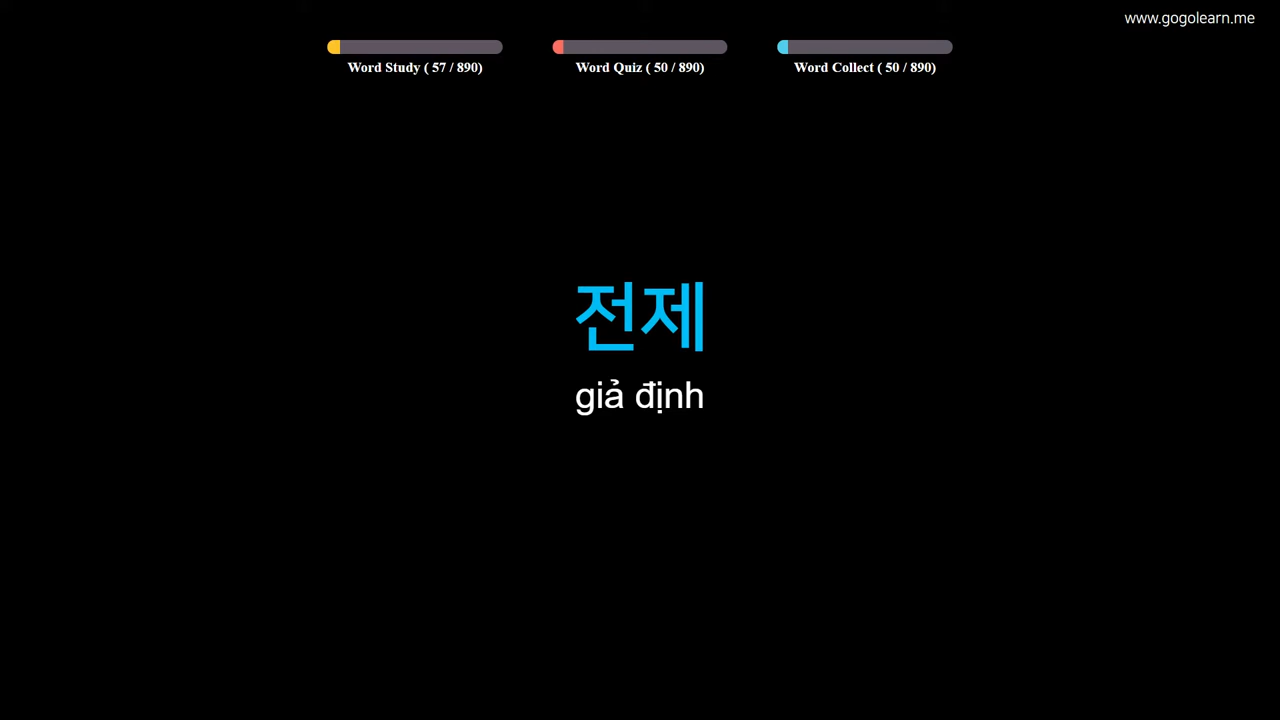 www.gogolearn.me
Word Study ( 57 / 890)
Word Quiz ( 50 / 890)
Word Collect ( 50 / 890)
전제
giả định